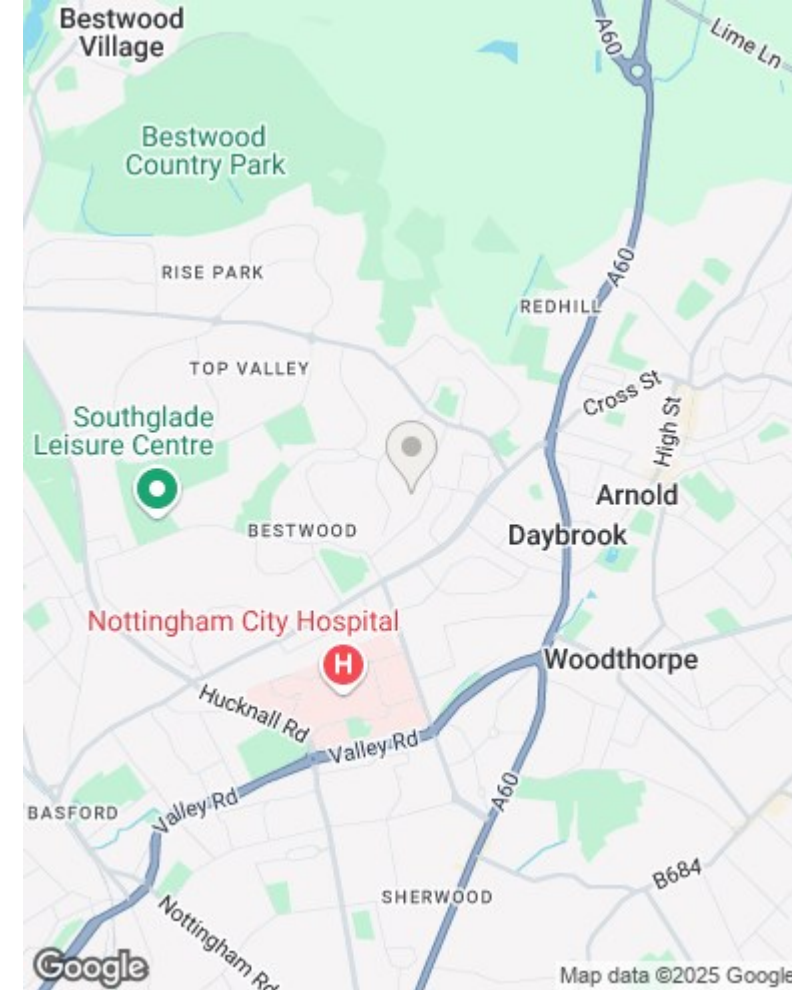 Bestwood
Village
A60
Lime Ln
Bestwood
Country Park
RISE PARK
A60
REDHILL
TOP VALLEY
Cross St
Southglade
Leisure Centre
High St
Arnold
BESTWOOD
Daybrook
Nottingham City Hospital
H
Woodthorpe
Hucknall Rd
Valley Rd
Valley Rd
A60
BASFORD
B684
SHERWOOD
Nottingham Rd
Google
Map data ©2025 Google